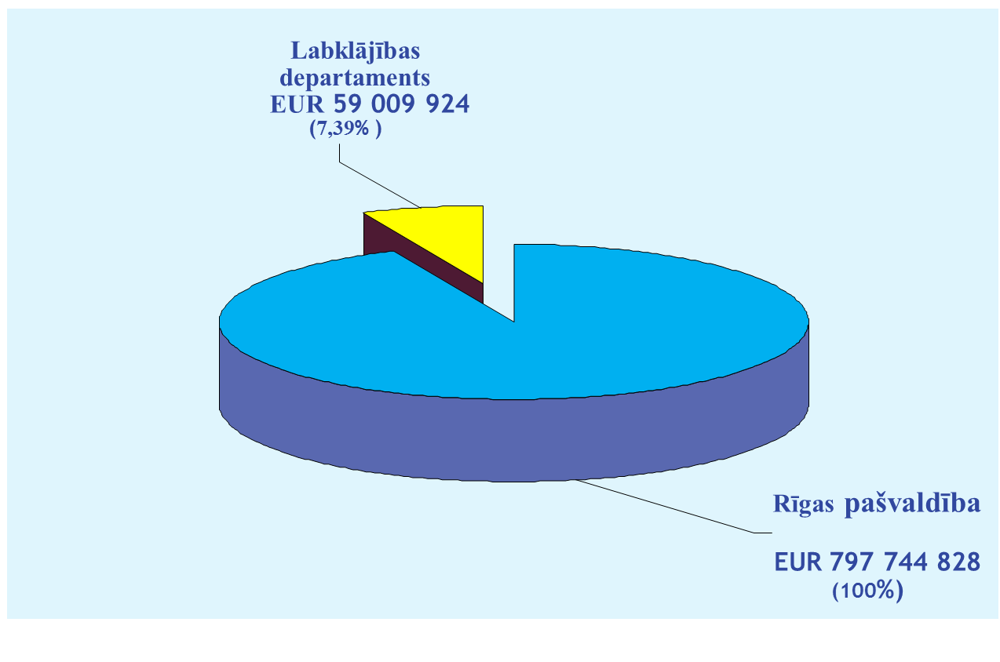 Labklājības
departaments
EUR 59 009 924
(7,39% )
Rīgas pašvaldība
EUR 797 744 828
(100%)